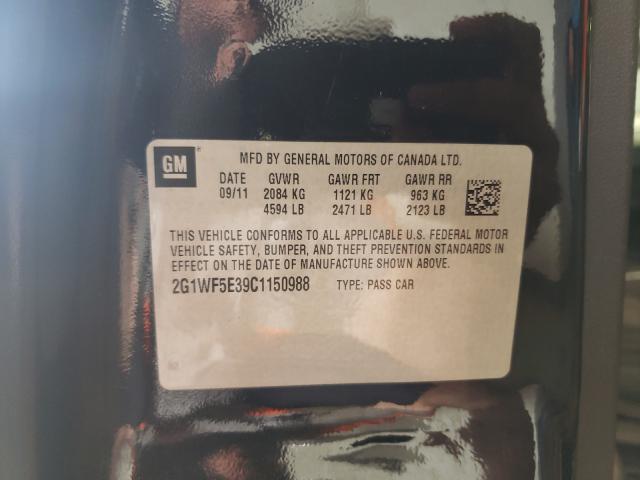 GM
MFD BY GENERAL MOTORS OF CANADA LTD.
DATE GVWR GAWR FRT GAWR RR
09/11 2084 KG 1121 KG 963 KG
4594 LB 2471 LB 2123 LB
THIS VEHICLE CONFORMS TO ALL APPLICABLE U.S. FEDERAL MOTOR
VEHICLE SAFETY, BUMPER, AND THEFT PREVENTION STANDARDS IN
EFFECT ON THE DATE OF MANUFACTURE SHOWN ABOVE.
2G1WF5E39C1150988 TYPE: PASS CAR